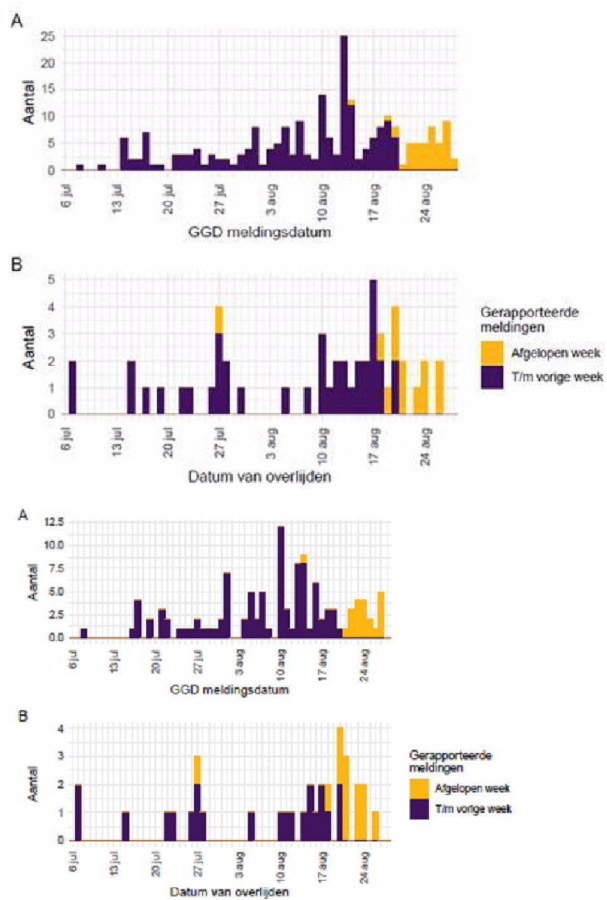 A
Aantal
25
20
15
10
5
0
6 jul
13 jul
20 jul
27 jul
3 aug
10 aug
17 aug
24 aug
GGD meldingsdatum
B
Aantal
5
4
3
2
1
0
6 jul
13 jul
20 jul
27 jul
3 aug
10 aug
17 aug
24 aug
Datum van overlijden
Gerapporteerde
meldingen
Afgelopen week
T/m vorige week
A
Aantal
12.5
10.0
7.5
5.0
2.5
0.0
6 jul
13 jul
20 jul
27 jul
3 aug
10 aug
17 aug
24 aug
GGD meldingsdatum
B
Aantal
4
3
2
1
0
6 jul
13 jul
20 jul
27 jul
3 aug
10 aug
17 aug
24 aug
Datum van overlijden
Gerapporteerde
meldingen
Afgelopen week
T/m vorige week